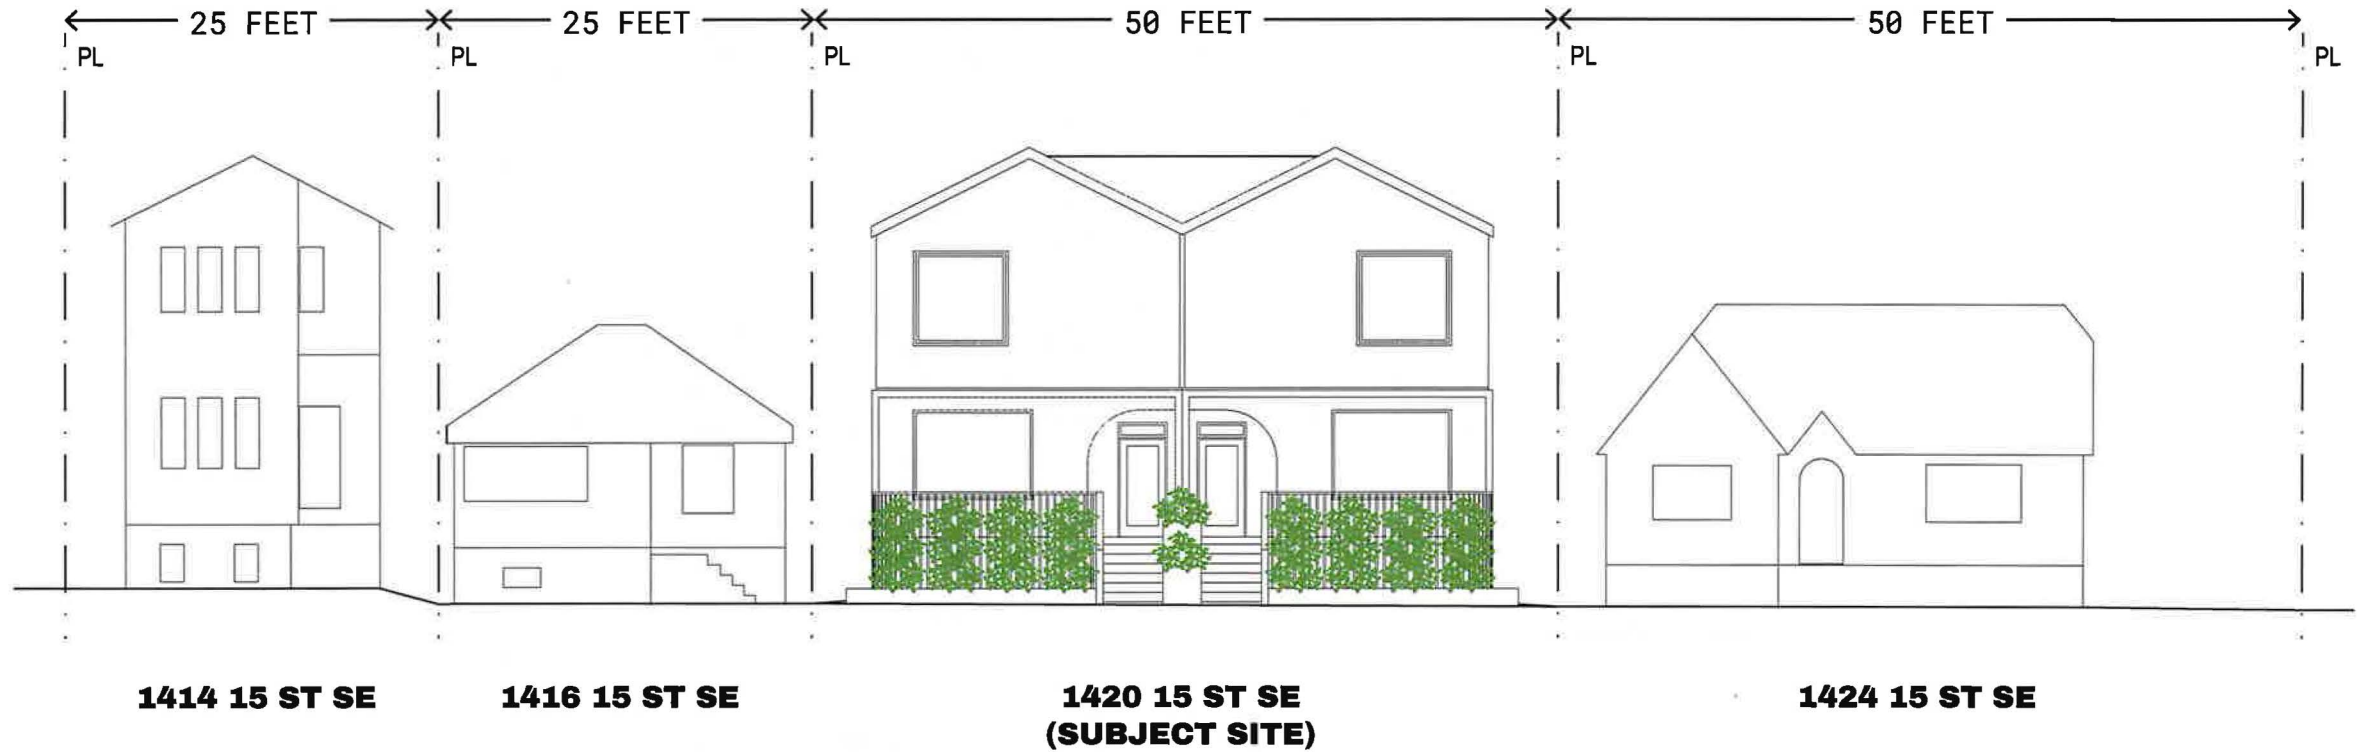 25 FEET 25 FEET 50 FEET 50 FEET
PL PL PL PL PL
1414 15 ST SE 1416 15 ST SE 1420 15 ST SE 1424 15 ST SE
(SUBJECT SITE)